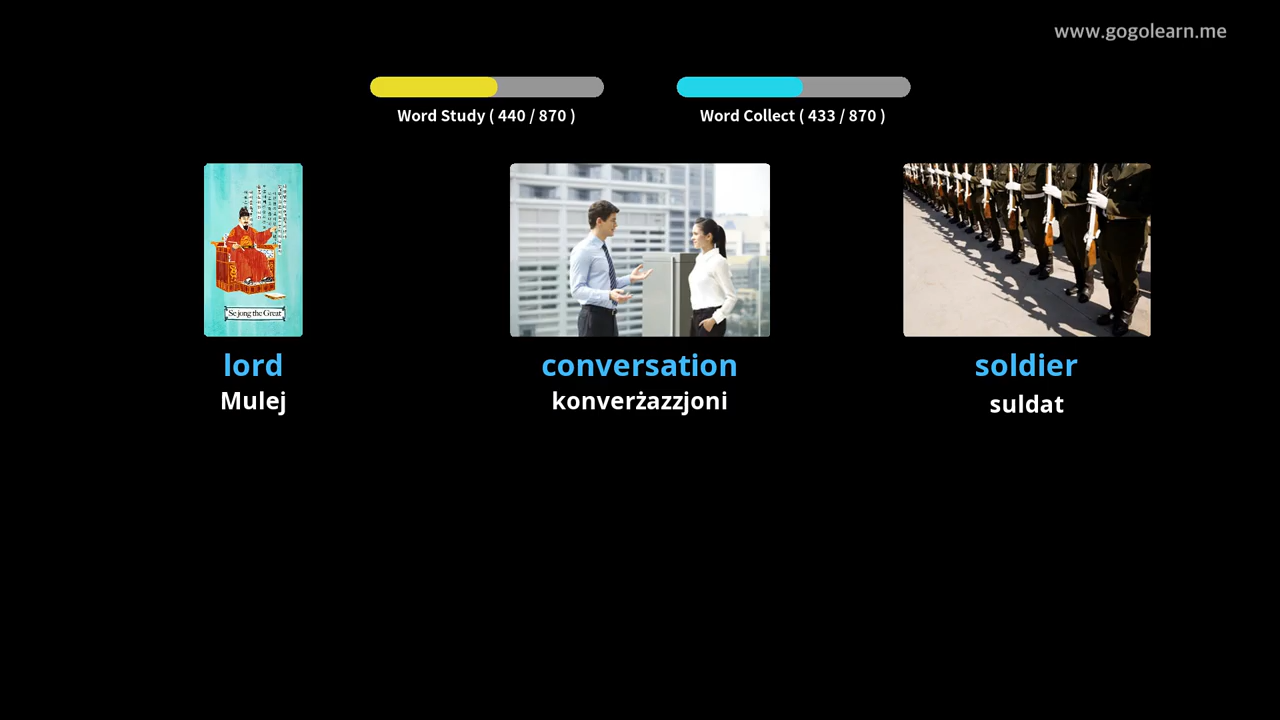 www.gogolearn.me
Word Study ( 440 / 870 )
Word Collect ( 433 / 870 )
Se jong the Great
lord
Mulej
conversation
konverżazzjoni
soldier
suldat